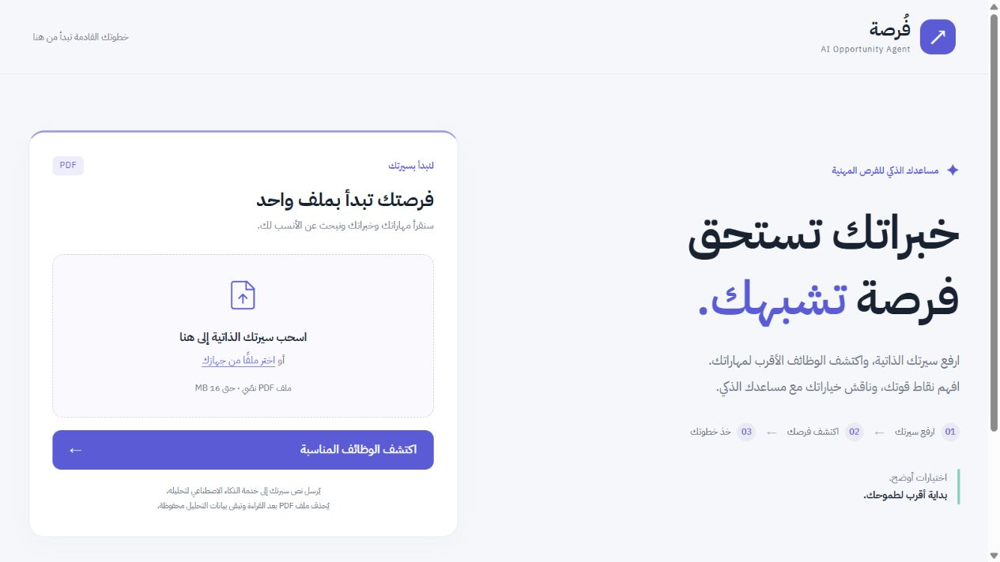 فُرصة
AI Opportunity Agent
خطوتك القادمة تبدأ من هنا
مساعدك الذكي للفرص المهنية
خبراتك تستحق
فرصة تشبهك.
ارفع سيرتك الذاتية، واكتشف الوظائف الأقرب لمهاراتك.
افهم نقاط قوتك، وناقش خياراتك مع مساعدك الذكي.
01 ارفع سيرتك ← 02 اكتشف فرصك ← 03 خذ خطوتك
اختيارات أوضح.
بداية أقرب لطموحك.
لنبدأ بسيرتك
PDF
فرصتك تبدأ بملف واحد
سنقرأ مهاراتك وخبراتك ونبحث عن الأنسب لك.
اسحب سيرتك الذاتية إلى هنا
أو اختر ملفًا من جهازك
ملف PDF نصّي · حتى 16 MB
اكتشف الوظائف المناسبة ←
يُرسل نص سيرتك إلى خدمة الذكاء الاصطناعي لتحليله.
يُحذف ملف PDF بعد القراءة وتبقى بيانات التحليل محفوظة.